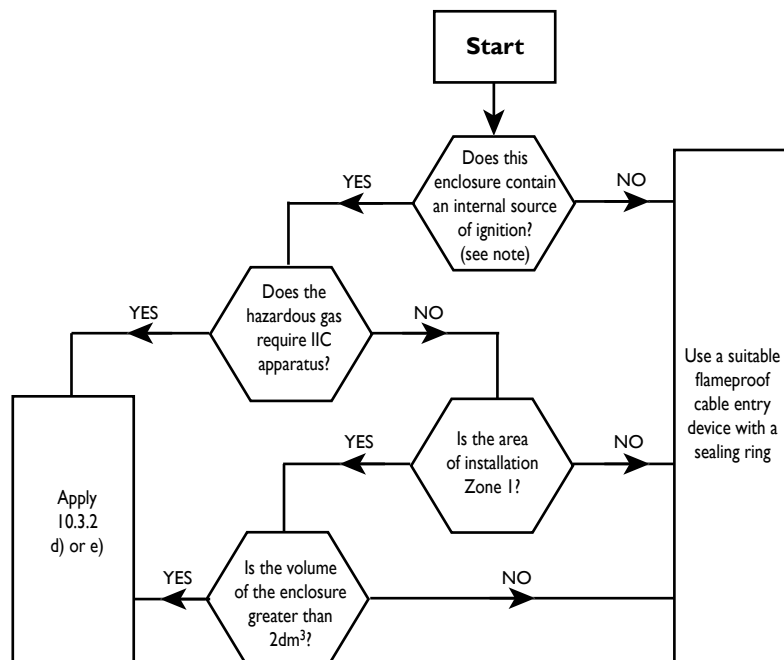 Start
Does this
enclosure contain
an internal source
of ignition?
(see note)
YES
NO
Does the
hazardous gas
require IIC
apparatus?
YES
NO
Use a suitable
flameproof
cable entry
device with a
sealing ring
Is the area
of installation
Zone 1?
YES
NO
Apply
10.3.2
d) or e)
Is the volume
of the enclosure
greater than
2dm³?
YES
NO